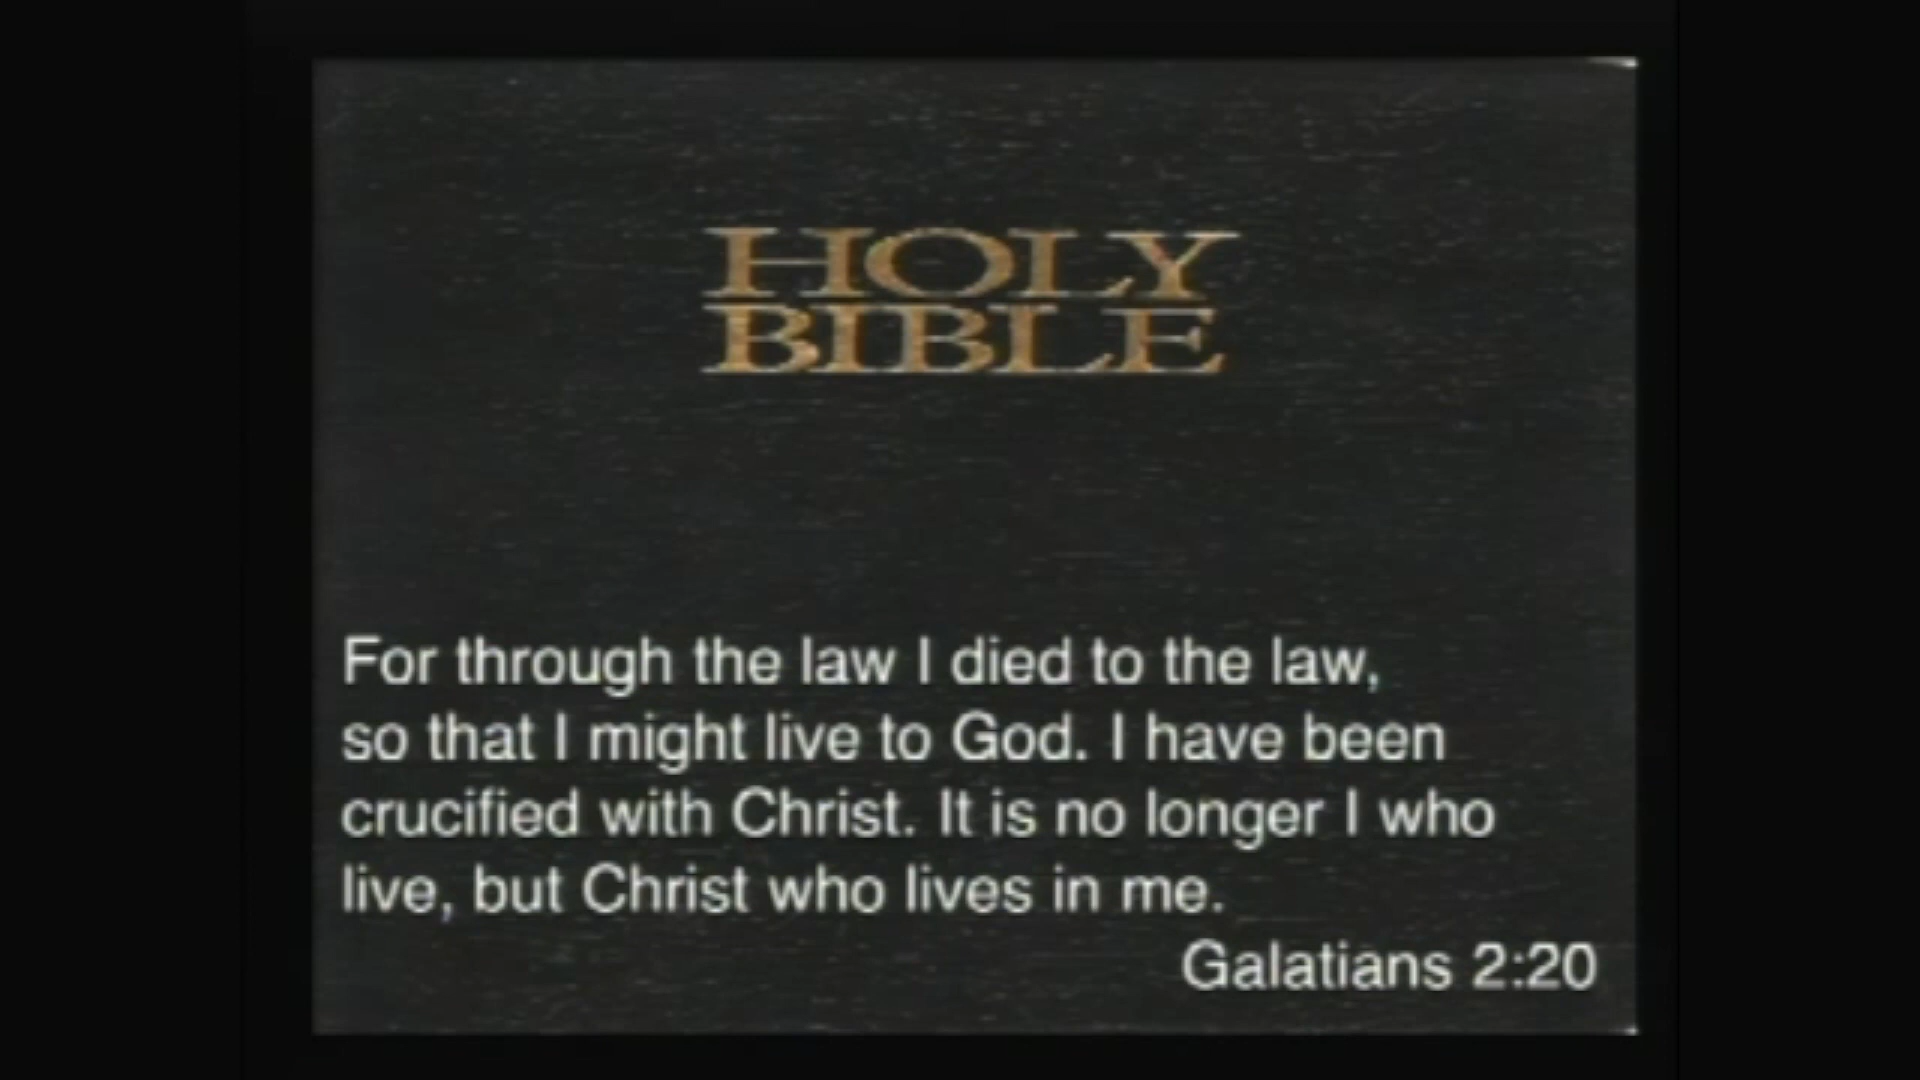 HOLY
BIBLE
For through the law I died to the law,
so that I might live to God. I have been
crucified with Christ. It is no longer I who
live, but Christ who lives in me.
Galatians 2:20